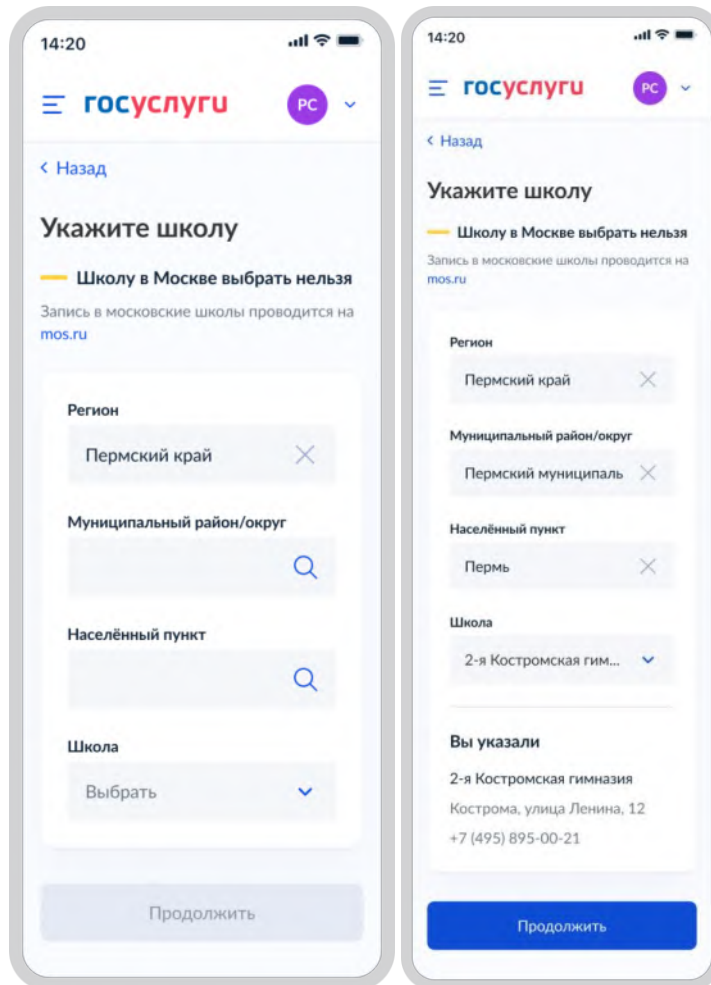 14:20
госуслуги
РС
Назад
Укажите школу
Школу в Москве выбрать нельзя
Запись в московские школы проводится на
mos.ru
Регион
Пермский край
Муниципальный район/округ
Населённый пункт
Школа
Выбрать
Продолжить
14:20
госуслуги
РС
Назад
Укажите школу
Школу в Москве выбрать нельзя
Запись в московские школы проводится на
mos.ru
Регион
Пермский край
Муниципальный район/округ
Пермский муниципаль
Населённый пункт
Пермь
Школа
2-я Костромская гим...
Вы указали
2-я Костромская гимназия
Кострома, улица Ленина, 12
+7 (495) 895-00-21
Продолжить